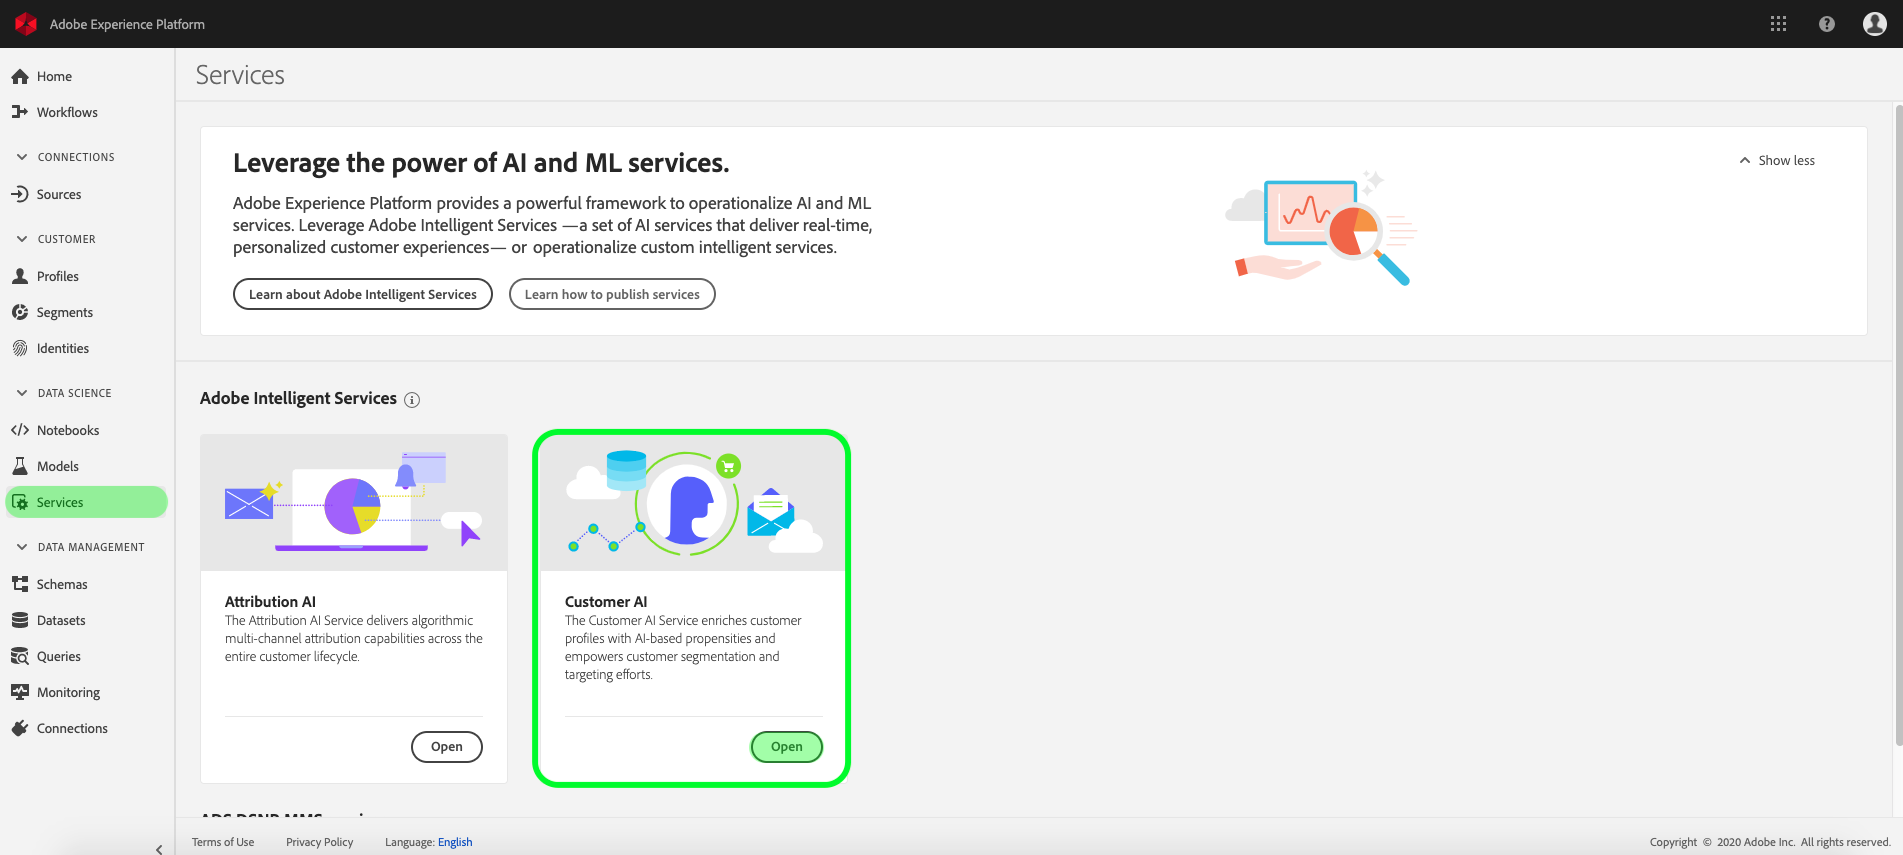 Adobe Experience Platform
Home
Workflows
CONNECTIONS
Sources
CUSTOMER
Profiles
Segments
Identities
DATA SCIENCE
Notebooks
Models
Services
DATA MANAGEMENT
Schemas
Datasets
Queries
Monitoring
Connections
Services
Leverage the power of AI and ML services.
Show less
Adobe Experience Platform provides a powerful framework to operationalize AI and ML
services. Leverage Adobe Intelligent Services —a set of AI services that deliver real-time,
personalized customer experiences— or operationalize custom intelligent services.
Learn about Adobe Intelligent Services
Learn how to publish services
Adobe Intelligent Services
Attribution AI
The Attribution AI Service delivers algorithmic
multi-channel attribution capabilities across the
entire customer lifecycle.
Open
Customer AI
The Customer AI Service enriches customer
profiles with AI-based propensities and
empowers customer segmentation and
targeting efforts.
Open
Terms of Use
Privacy Policy
Language: English
Copyright © 2020 Adobe Inc. All rights reserved.